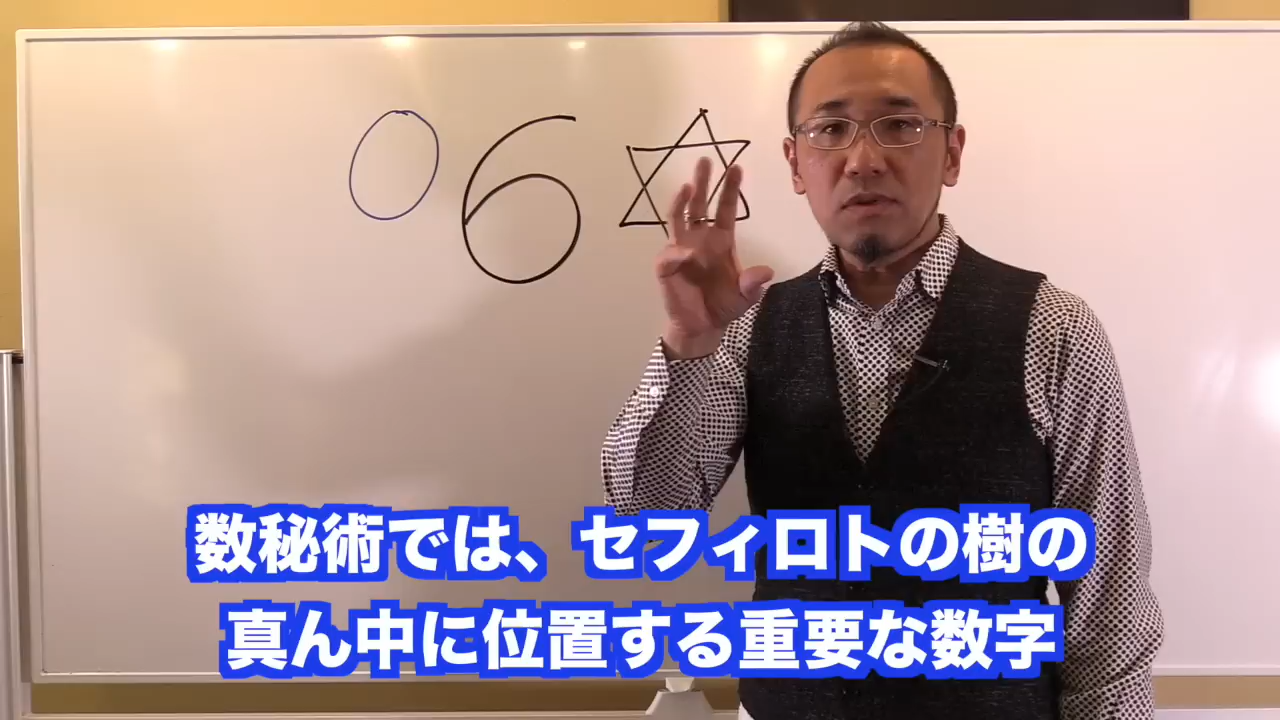 06
数秘術では、セフィロトの樹の
真ん中に位置する重要な数字